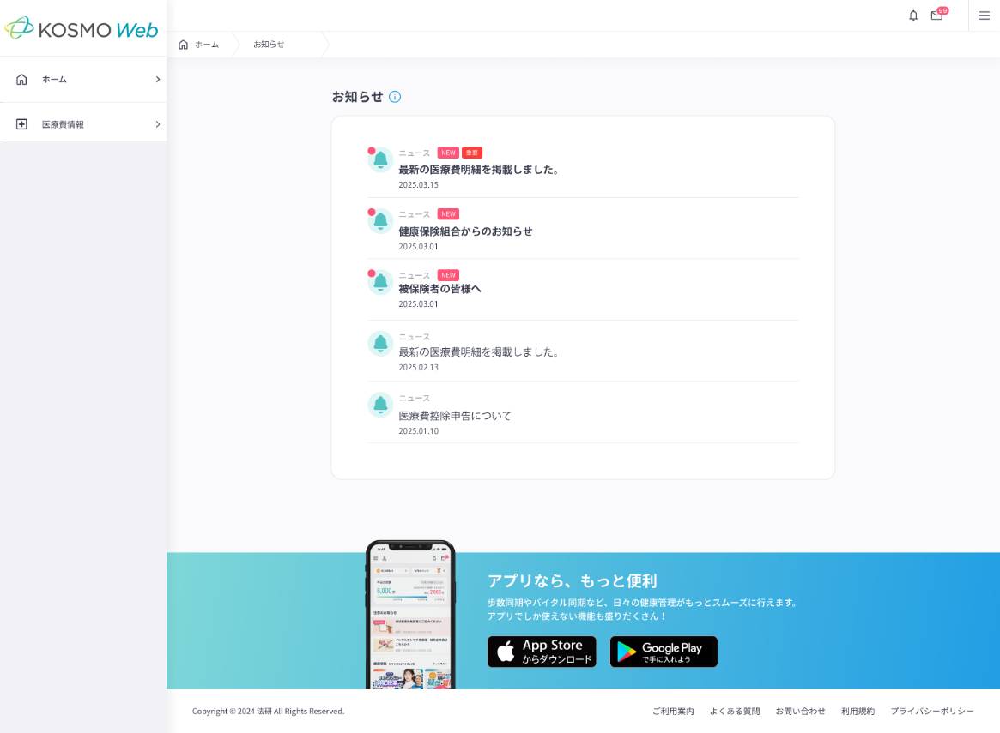 KOSMO Web
99
ホーム
お知らせ
ホーム
医療費情報
お知らせ
ニュース NEW 重要
最新の医療費明細を掲載しました。
2025.03.15
ニュース NEW
健康保険組合からのお知らせ
2025.03.01
ニュース NEW
被保険者の皆様へ
2025.03.01
ニュース
最新の医療費明細を掲載しました。
2025.02.13
ニュース
医療費控除申告について
2025.01.10
6,000
2,000
アプリなら、もっと便利
歩数同期やバイタル同期など、日々の健康管理がもっとスムーズに行えます。
アプリでしか使えない機能も盛りだくさん！
App Store
からダウンロード
Google Play
で手に入れよう
Copyright © 2024 法研 All Rights Reserved.
ご利用案内 よくある質問 お問い合わせ 利用規約 プライバシーポリシー